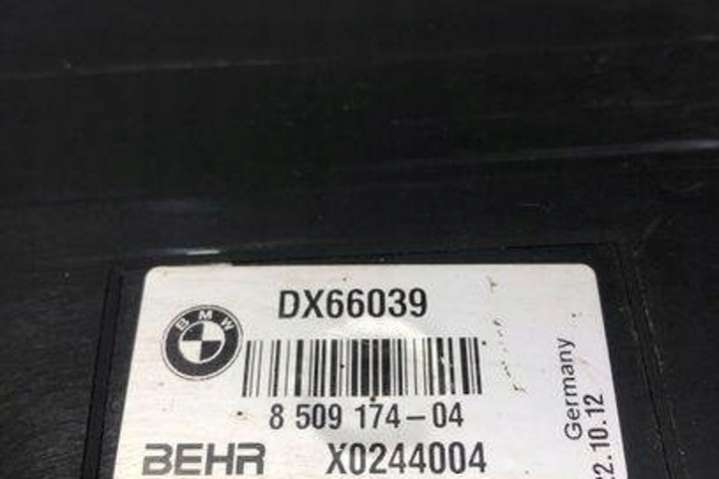 BMW
DX66039
8 509 174-04
BEHR X0244004
Germany
22.10.12